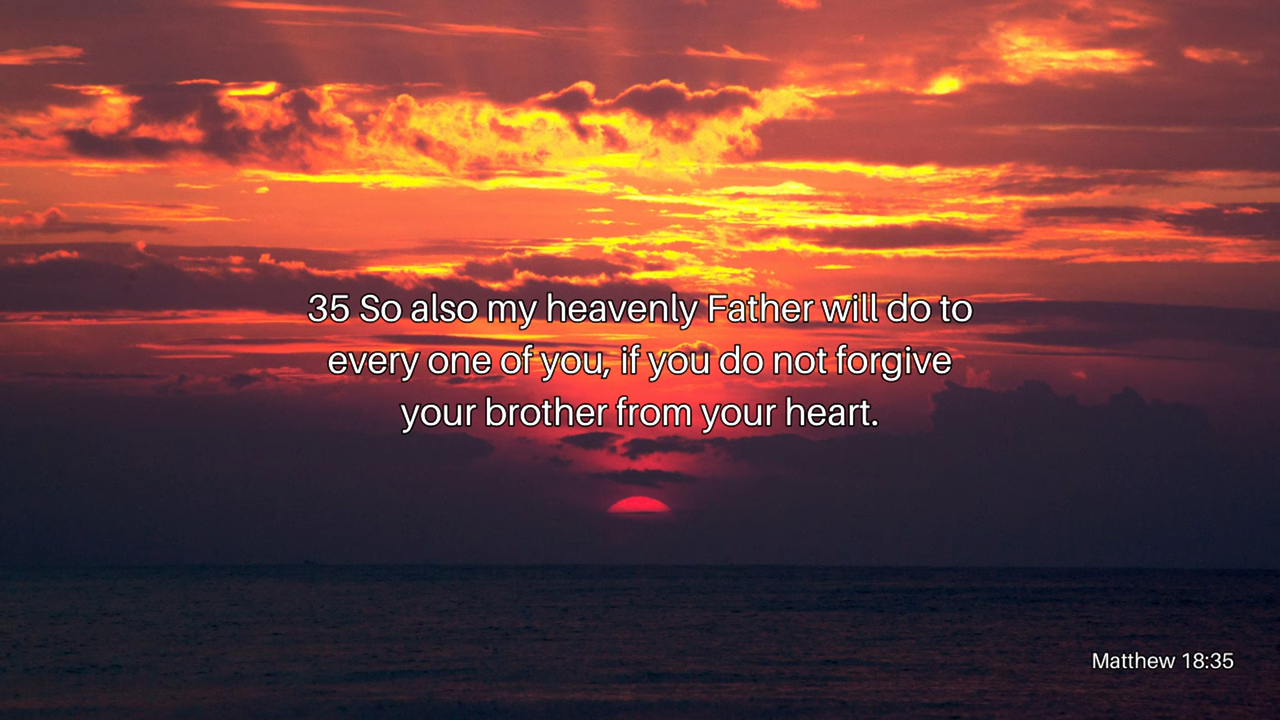 35 So also my heavenly Father will do to
every one of you, if you do not forgive
your brother from your heart.
Matthew 18:35